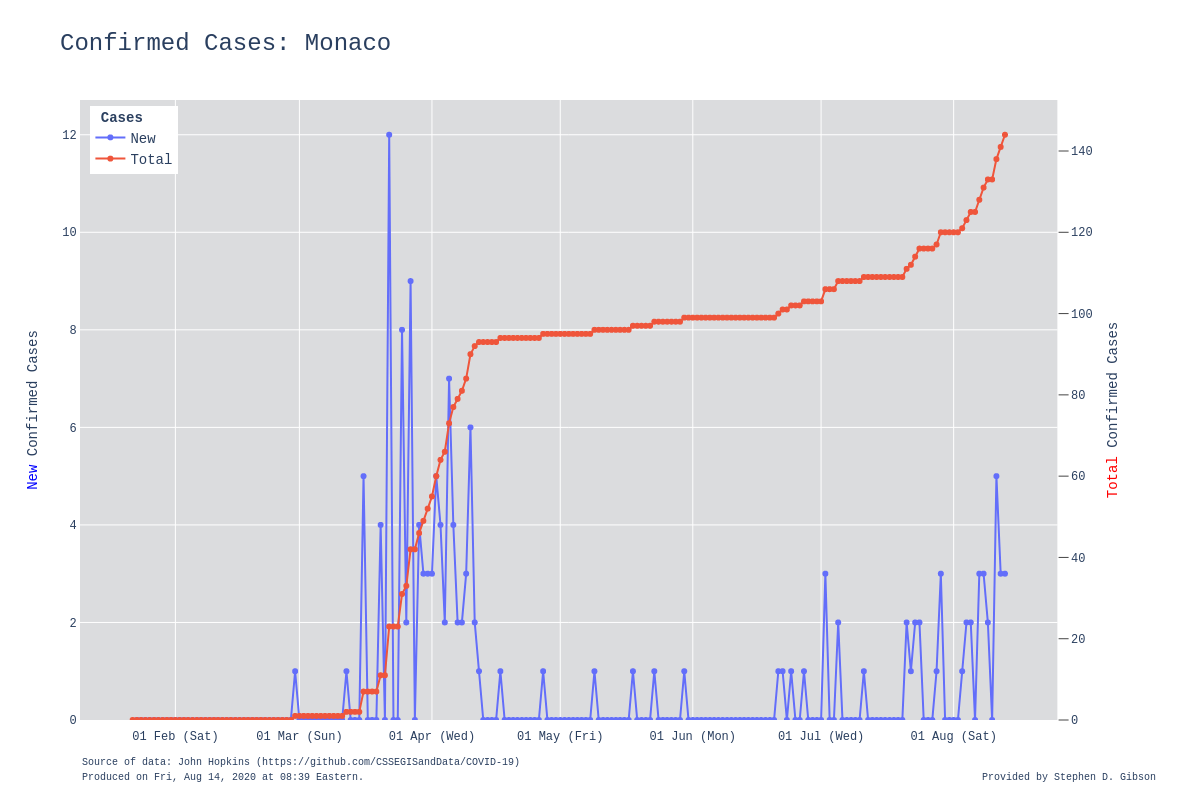 Confirmed Cases: Monaco
Cases
New
Total
12
10
8
6
4
2
0
140
120
100
80
60
40
20
0
New Confirmed Cases
Total Confirmed Cases
01 Feb (Sat)
01 Mar (Sun)
01 Apr (Wed)
01 May (Fri)
01 Jun (Mon)
01 Jul (Wed)
01 Aug (Sat)
Source of data: John Hopkins (https://github.com/CSSEGISandData/COVID-19)
Produced on Fri, Aug 14, 2020 at 08:39 Eastern.
Provided by Stephen D. Gibson